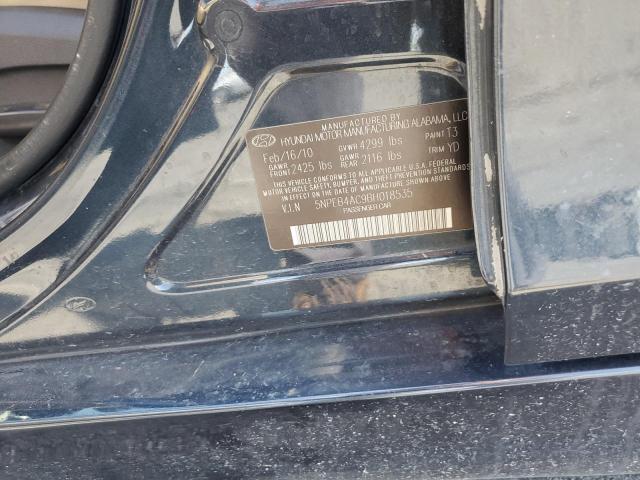 MANUFACTURED BY
HYUNDAI MOTOR MANUFACTURING ALABAMA, LLC
Feb/16/10 GVWR 4299 lbs PAINT T3
GAWR FRONT 2425 lbs GAWR REAR 2116 lbs TRIM YD
THIS VEHICLE CONFORMS TO ALL APPLICABLE U.S.A. FEDERAL
MOTOR VEHICLE SAFETY, BUMPER, AND THEFT PREVENTION STANDARDS
IN EFFECT ON THE DATE OF MANUFACTURE SHOWN ABOVE.
V.I.N 5NPEB4AC9BH018535
PASSENGER CAR